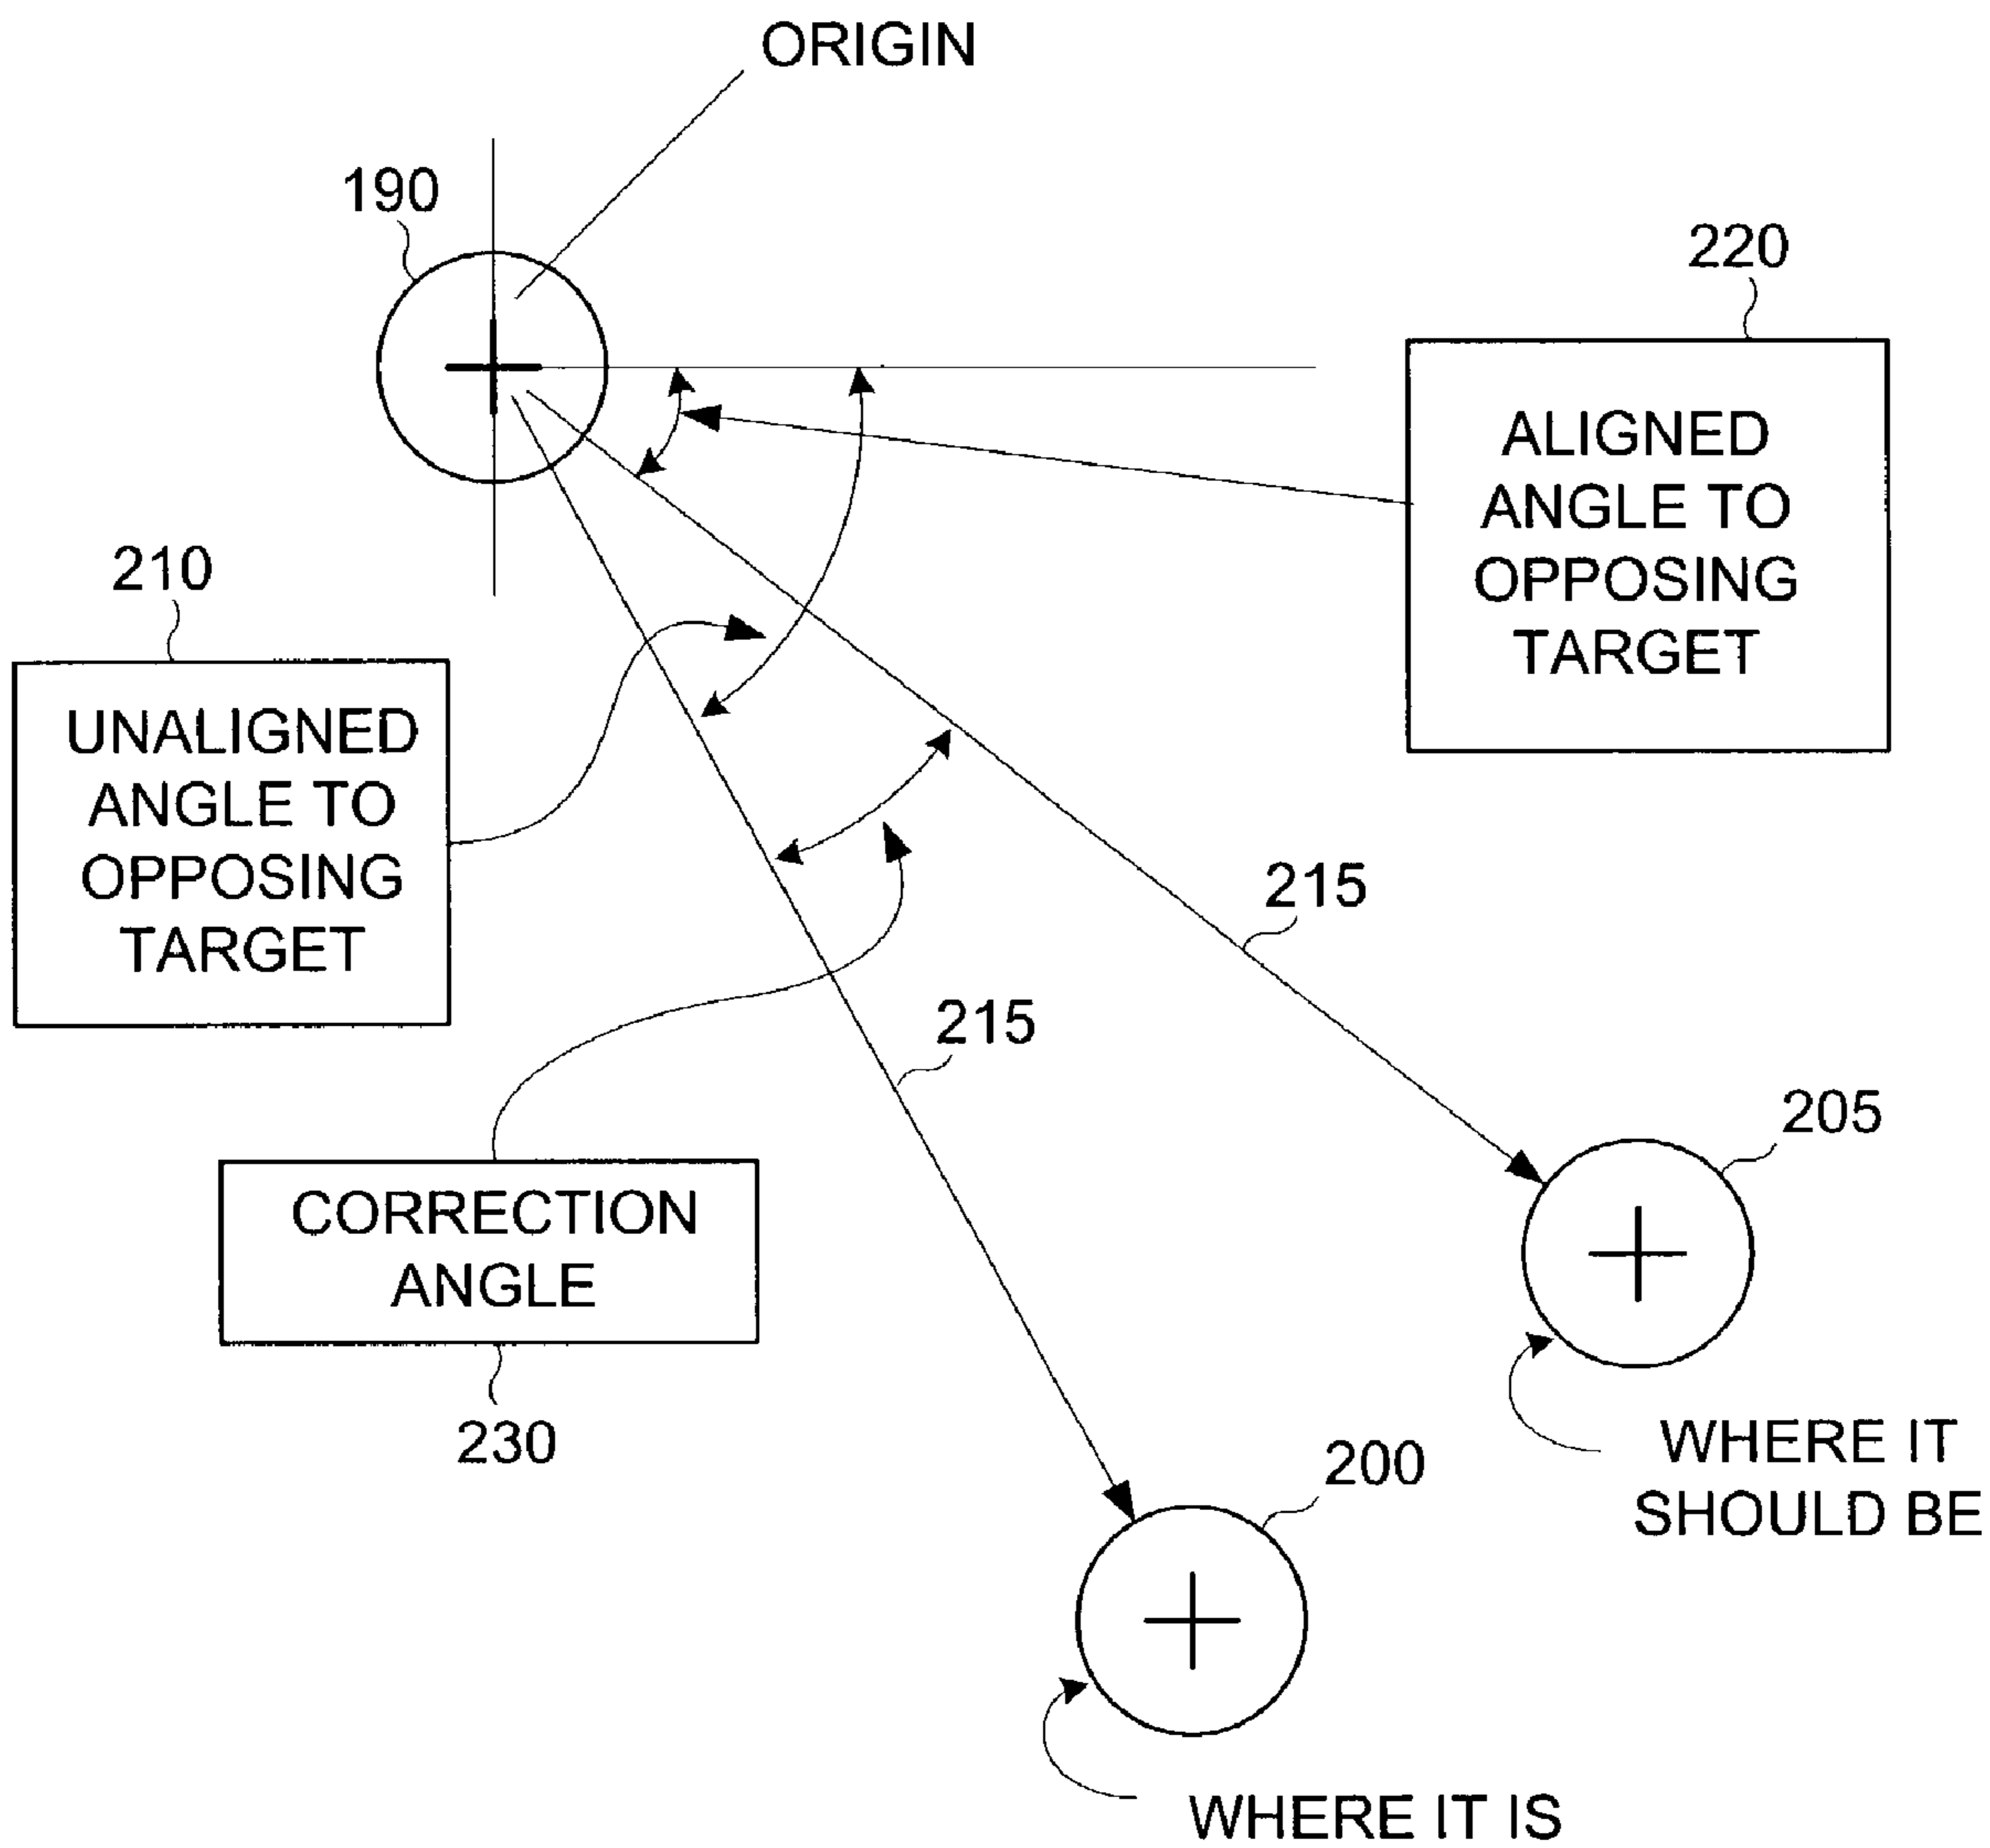 ORIGIN
190
220
ALIGNED
ANGLE TO
OPPOSING
TARGET
210
UNALIGNED
ANGLE TO
OPPOSING
TARGET
215
215
205
CORRECTION
ANGLE
230
200
WHERE IT
SHOULD BE
WHERE IT IS